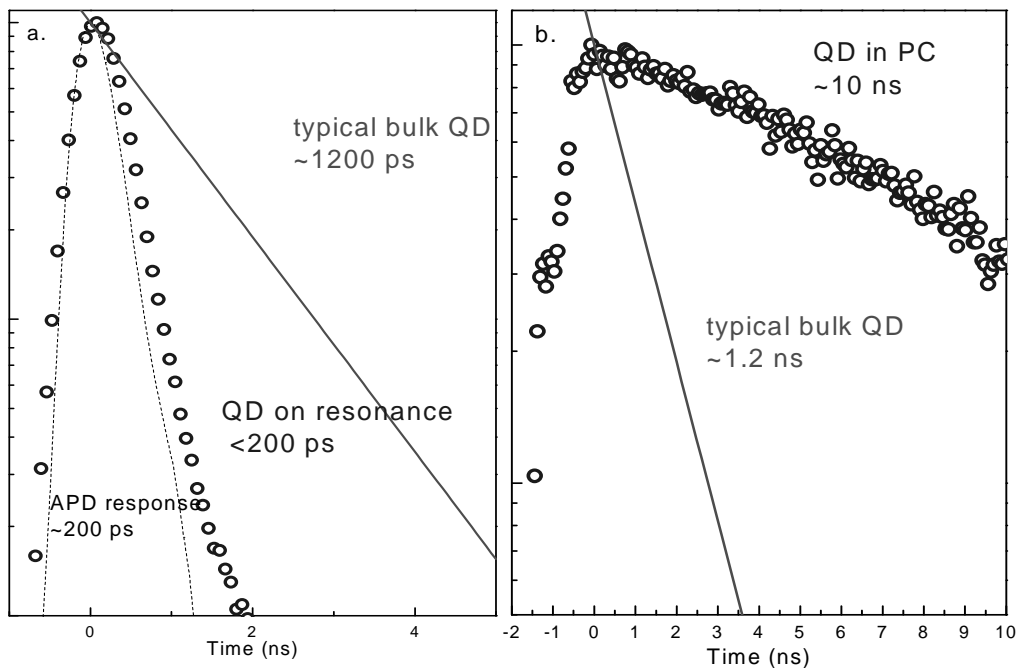 a.
typical bulk QD
~1200 ps
QD on resonance
<200 ps
APD response
~200 ps
0
2
4
Time (ns)
b.
QD in PC
~10 ns
typical bulk QD
~1.2 ns
-2 -1 0 1 2 3 4 5 6 7 8 9 10
Time (ns)